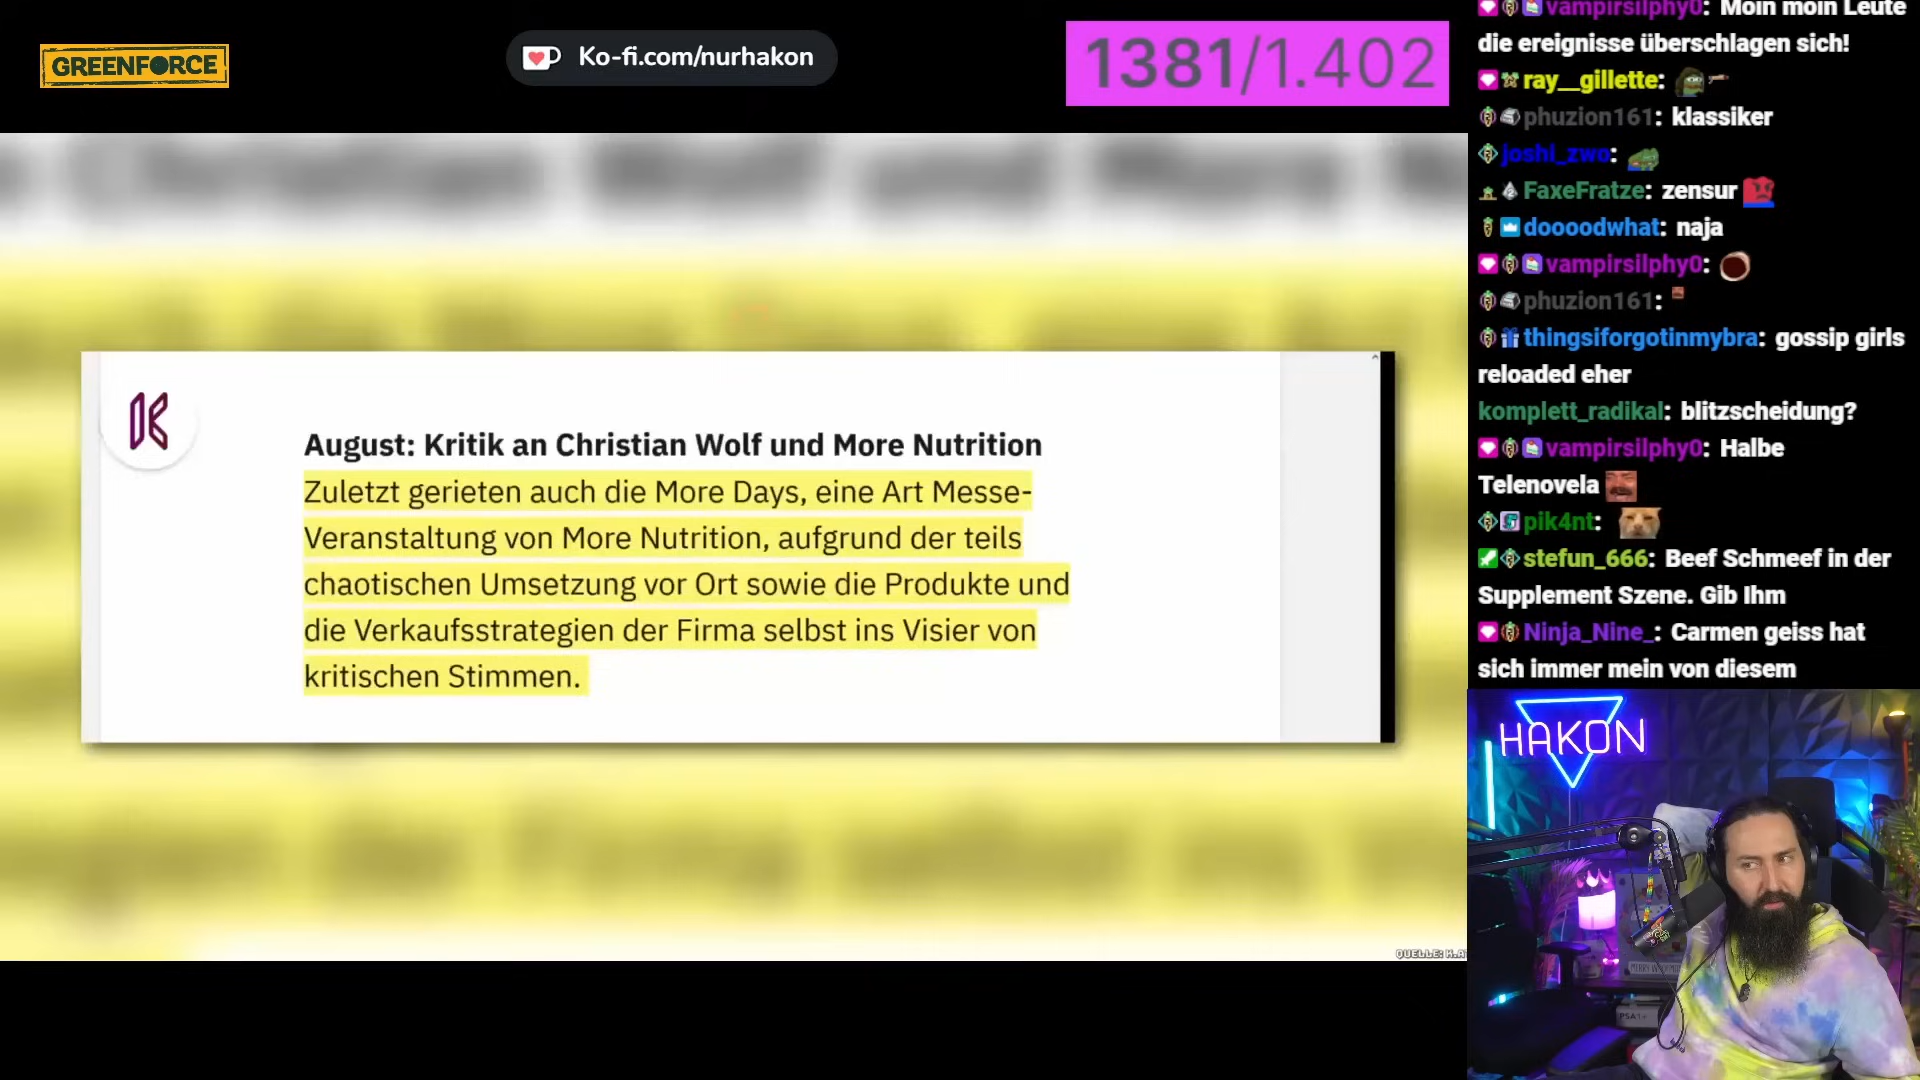 GREENFORCE
Ko-fi.com/nurhakon
1381/1.402
August: Kritik an Christian Wolf und More Nutrition
Zuletzt gerieten auch die More Days, eine Art Messe-
Veranstaltung von More Nutrition, aufgrund der teils
chaotischen Umsetzung vor Ort sowie die Produkte und
die Verkaufsstrategien der Firma selbst ins Visier von
kritischen Stimmen.
QUELLE: K.AT
vampirsilphy0: Moin moin Leute
die ereignisse überschlagen sich!
ray__gillette:
phuzion161: klassiker
joshi_zwo:
FaxeFratze: zensur
doooodwhat: naja
vampirsilphy0:
phuzion161:
thingsiforgotinmybra: gossip girls
reloaded eher
komplett_radikal: blitzscheidung?
vampirsilphy0: Halbe
Telenovela
pik4nt:
stefun_666: Beef Schmeef in der
Supplement Szene. Gib Ihm
Ninja_Nine_: Carmen geiss hat
sich immer mein von diesem
HAKON